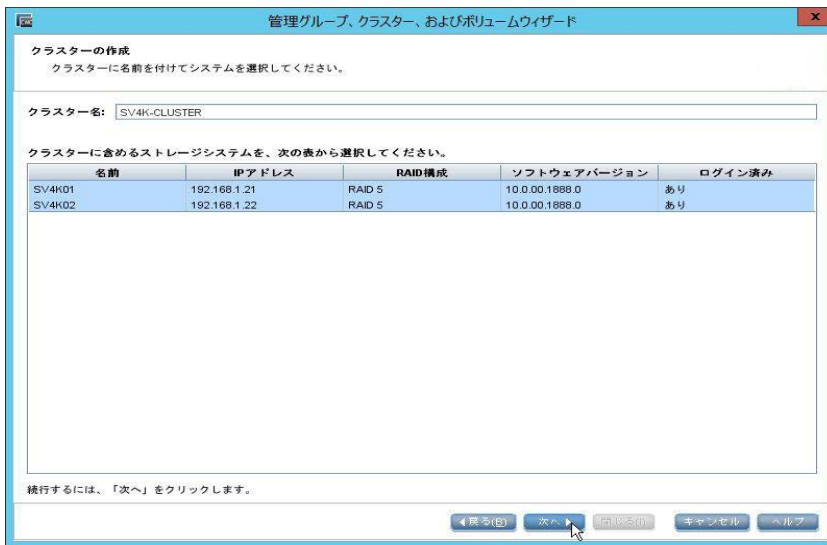 管理グループ、クラスター、およびボリュームウィザード
x
クラスターの作成
クラスターに名前を付けてシステムを選択してください。
クラスター名: SV4K-CLUSTER
クラスターに含めるストレージシステムを、次の表から選択してください。
名前 IPアドレス RAID構成 ソフトウェアバージョン ログイン済み
SV4K01 192.168.1.21 RAID 5 10.0.00.1888.0 あり
SV4K02 192.168.1.22 RAID 5 10.0.00.1888.0 あり
続行するには、「次へ」をクリックします。
戻る(B) 次へ キャンセル ヘルプ